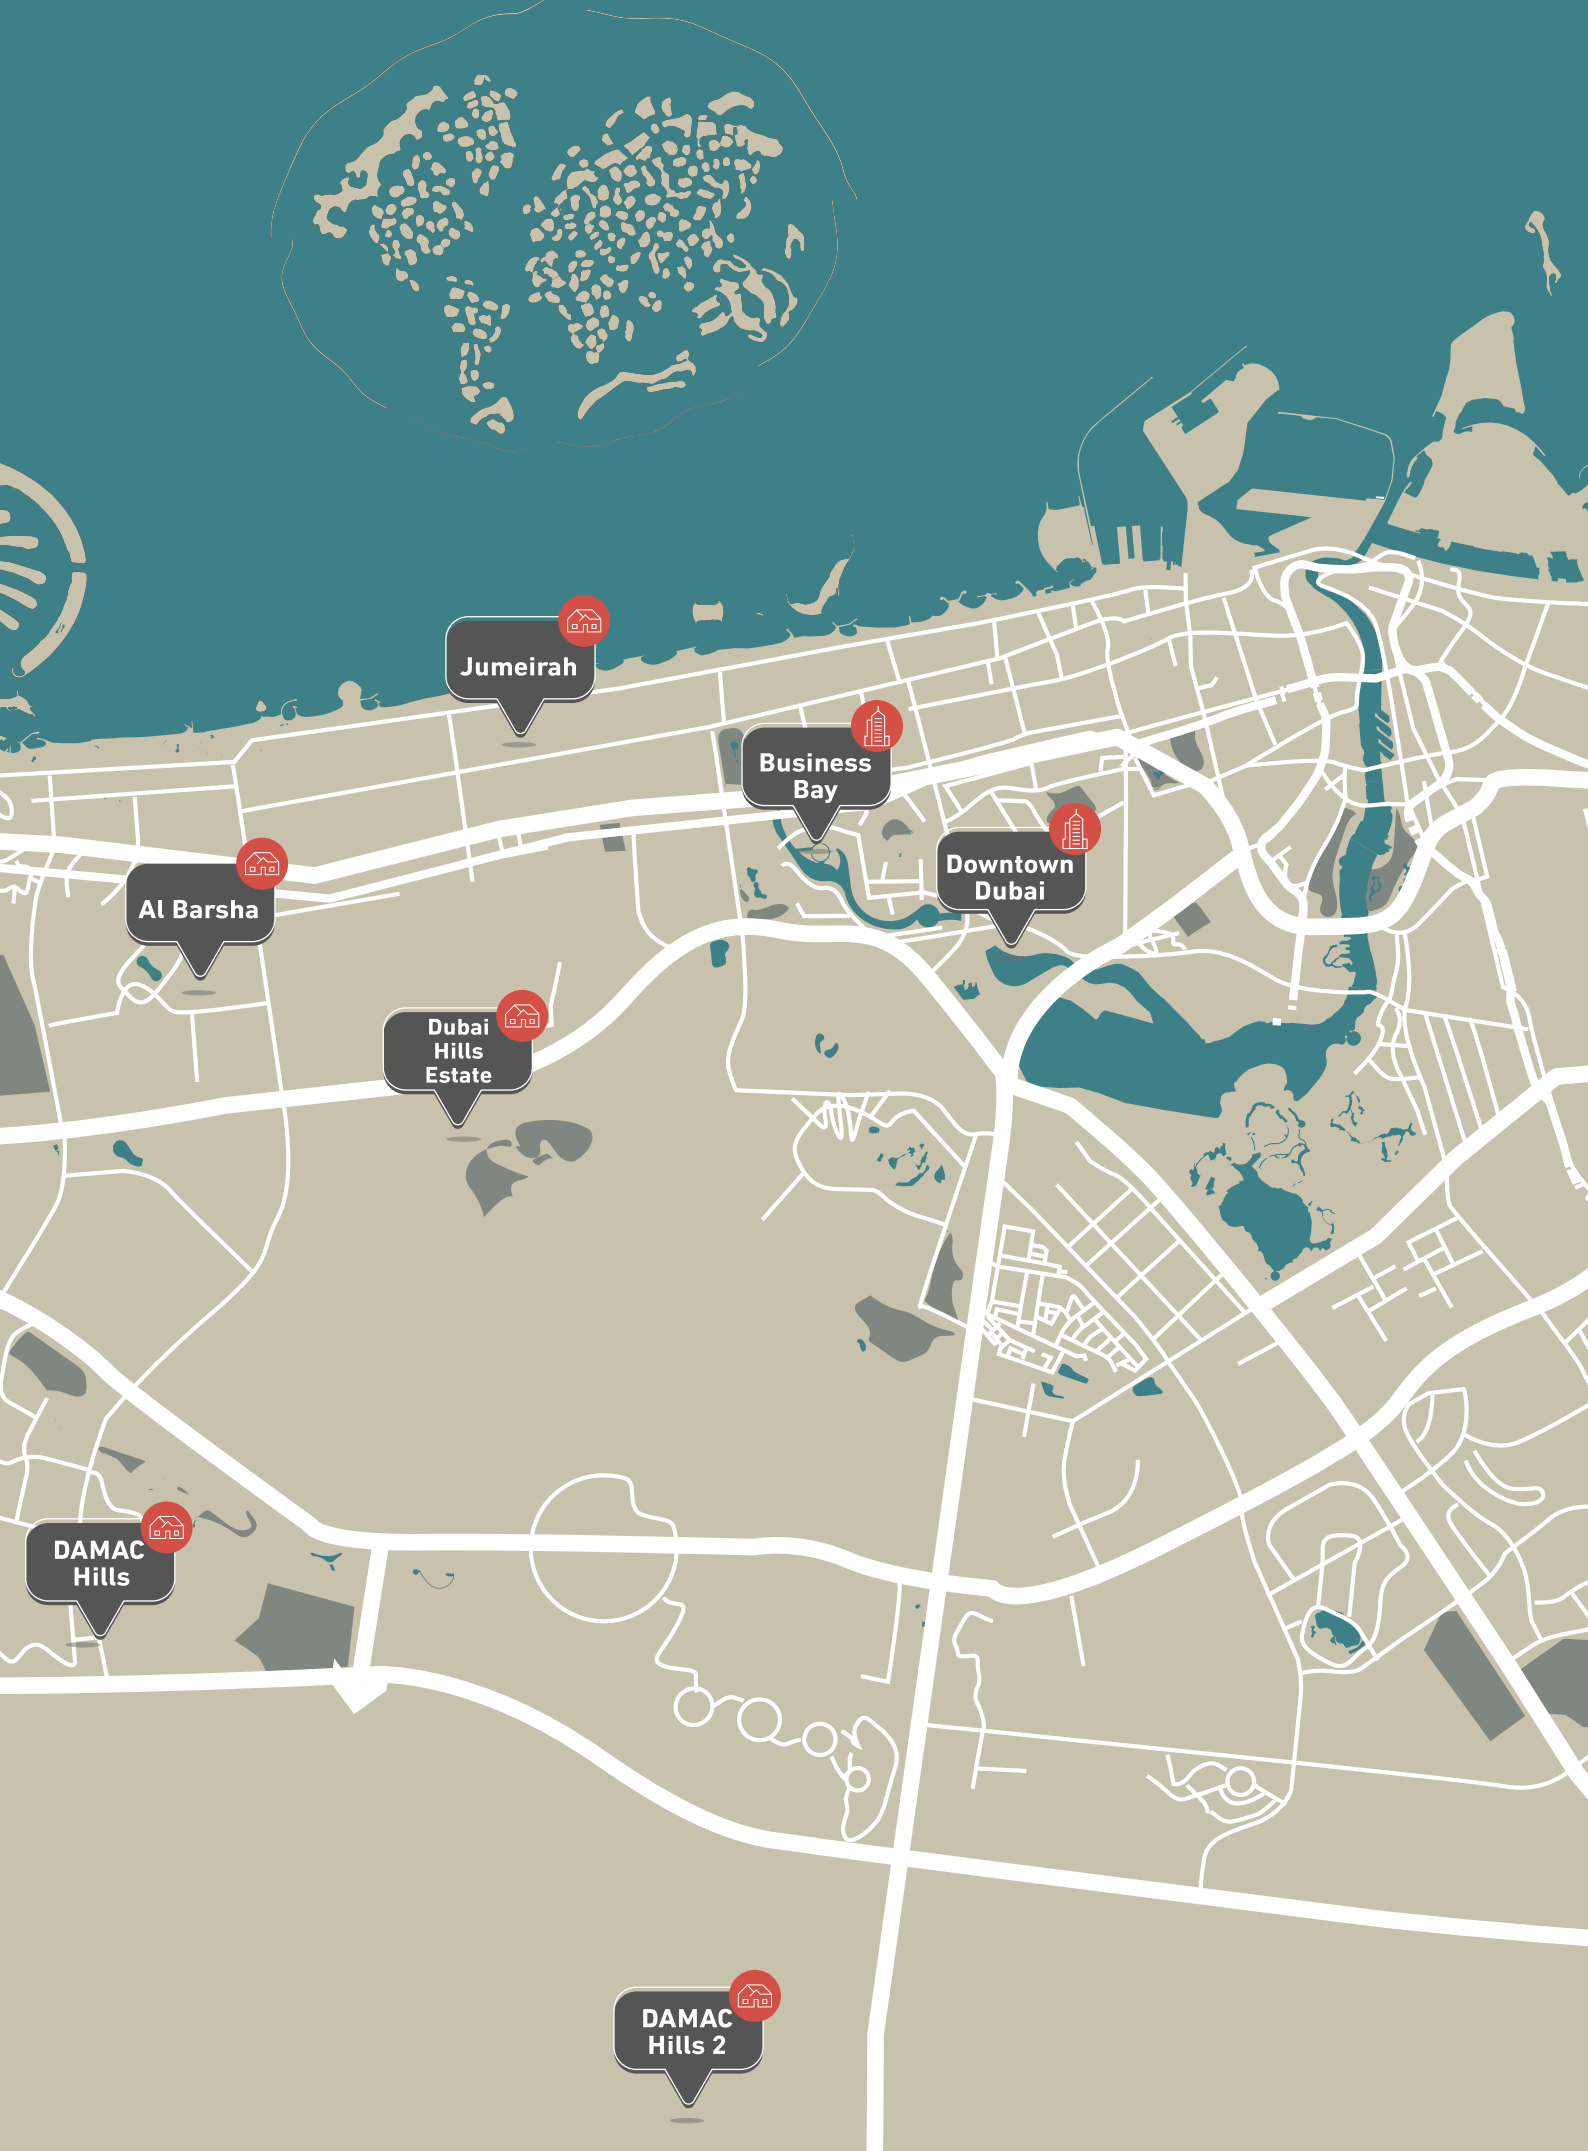 Jumeirah
Business
Bay
Downtown
Dubai
Al Barsha
Dubai
Hills
Estate
DAMAC
Hills
DAMAC
Hills 2